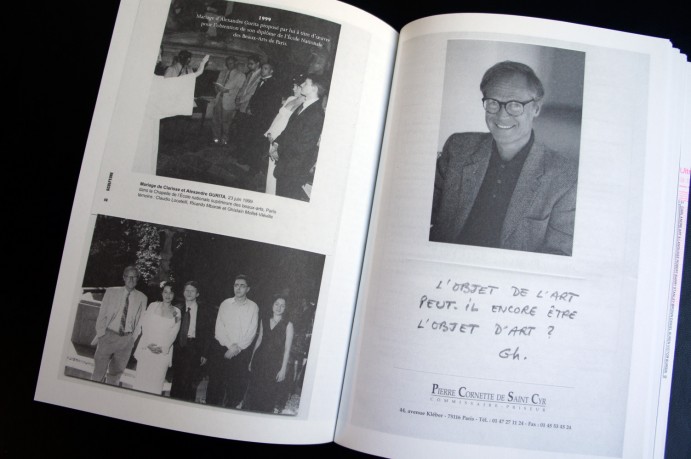 1999
Mariage d'Alexandre Gurita proposé par lui à titre d'œuvre
pour l'obtention de son diplôme de l'École Nationale
des Beaux-Arts de Paris
Mariage de Clarisse et Alexandre GURITA, 23 juin 1999
dans la Chapelle de l'École nationale supérieure des beaux-arts, Paris
témoins : Claudio Locatelli, Ricardo Mbarak et Ghislain Mollet-Viéville
L'OBJET DE L'ART
PEUT-IL ENCORE ÊTRE
L'OBJET D'ART ?
Gh.
PIERRE CORNETTE DE SAINT CYR
COMMISSAIRE-PRISEUR
44, avenue Kléber - 75116 Paris - Tél. : 01 47 27 11 24 - Fax : 01 45 53 45 24